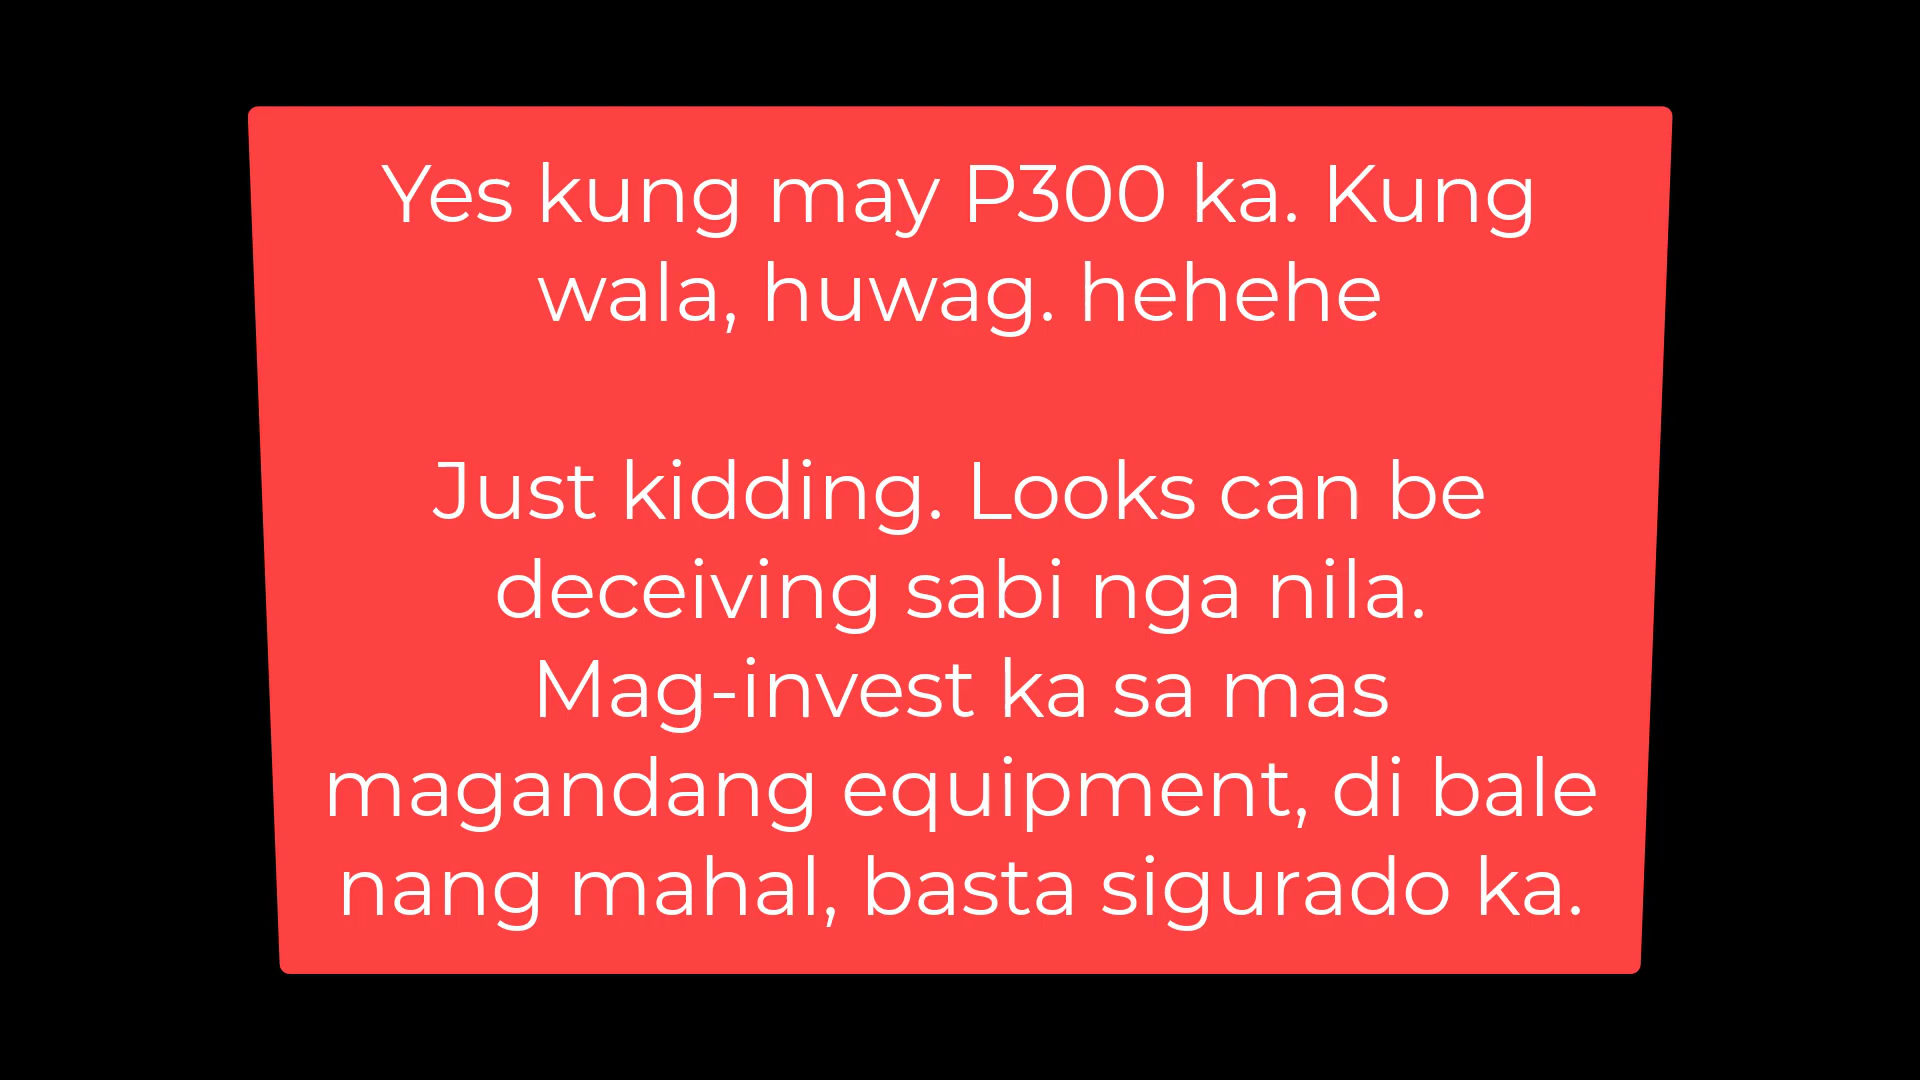 Yes kung may P300 ka. Kung
wala, huwag. hehehe
Just kidding. Looks can be
deceiving sabi nga nila.
Mag-invest ka sa mas
magandang equipment, di bale
nang mahal, basta sigurado ka.